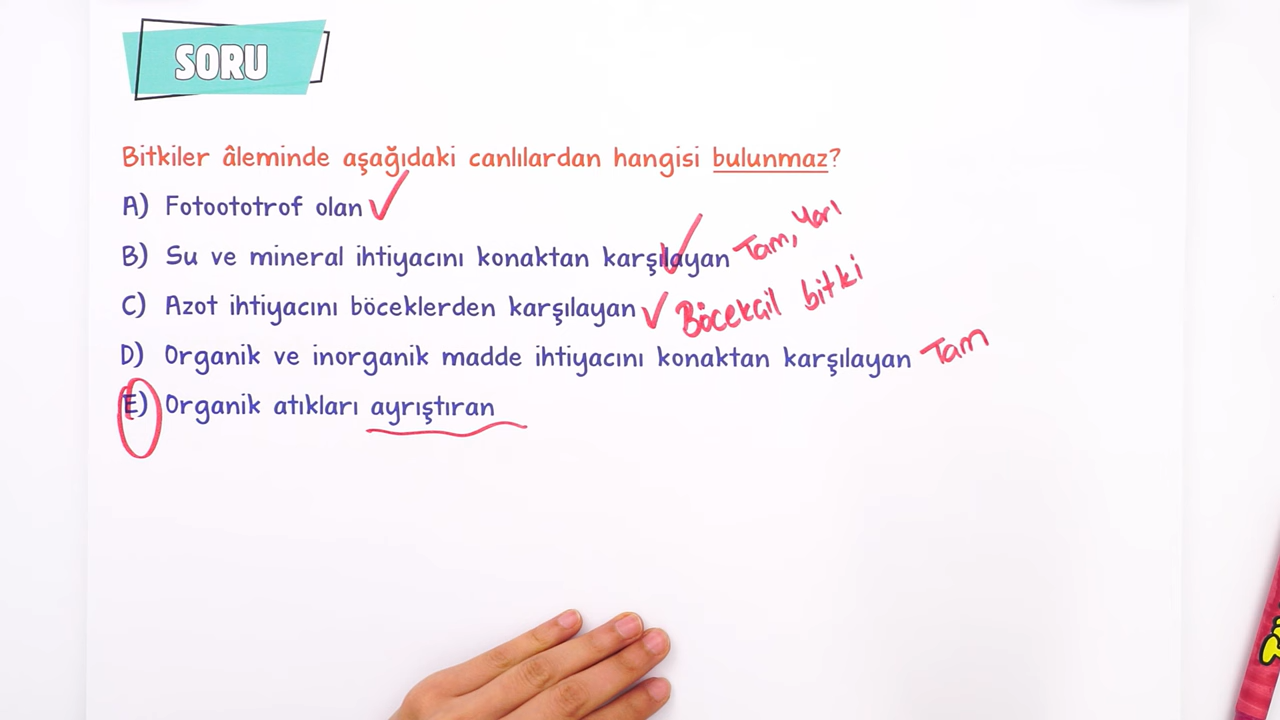 SORU
Bitkiler âleminde aşağıdaki canlılardan hangisi bulunmaz?
A) Fotoototrof olan
B) Su ve mineral ihtiyacını konaktan karşılayan Tam, Yarı
C) Azot ihtiyacını böceklerden karşılayan Böcekçil bitki
D) Organik ve inorganik madde ihtiyacını konaktan karşılayan Tam
E) Organik atıkları ayrıştıran